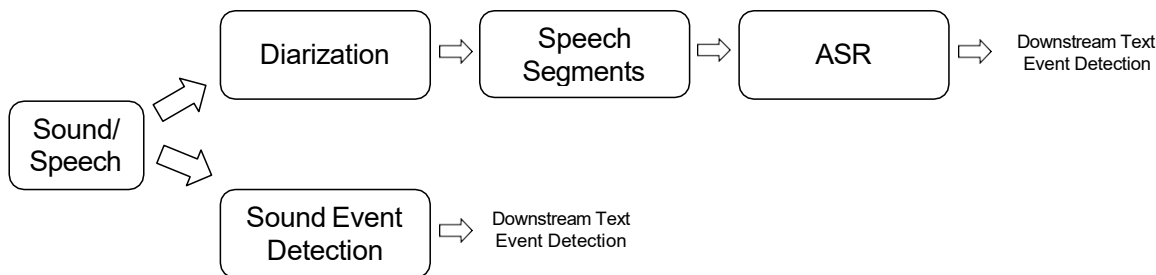 Diarization
Speech
Segments
ASR
Downstream Text
Event Detection
Sound/
Speech
Sound Event
Detection
Downstream Text
Event Detection